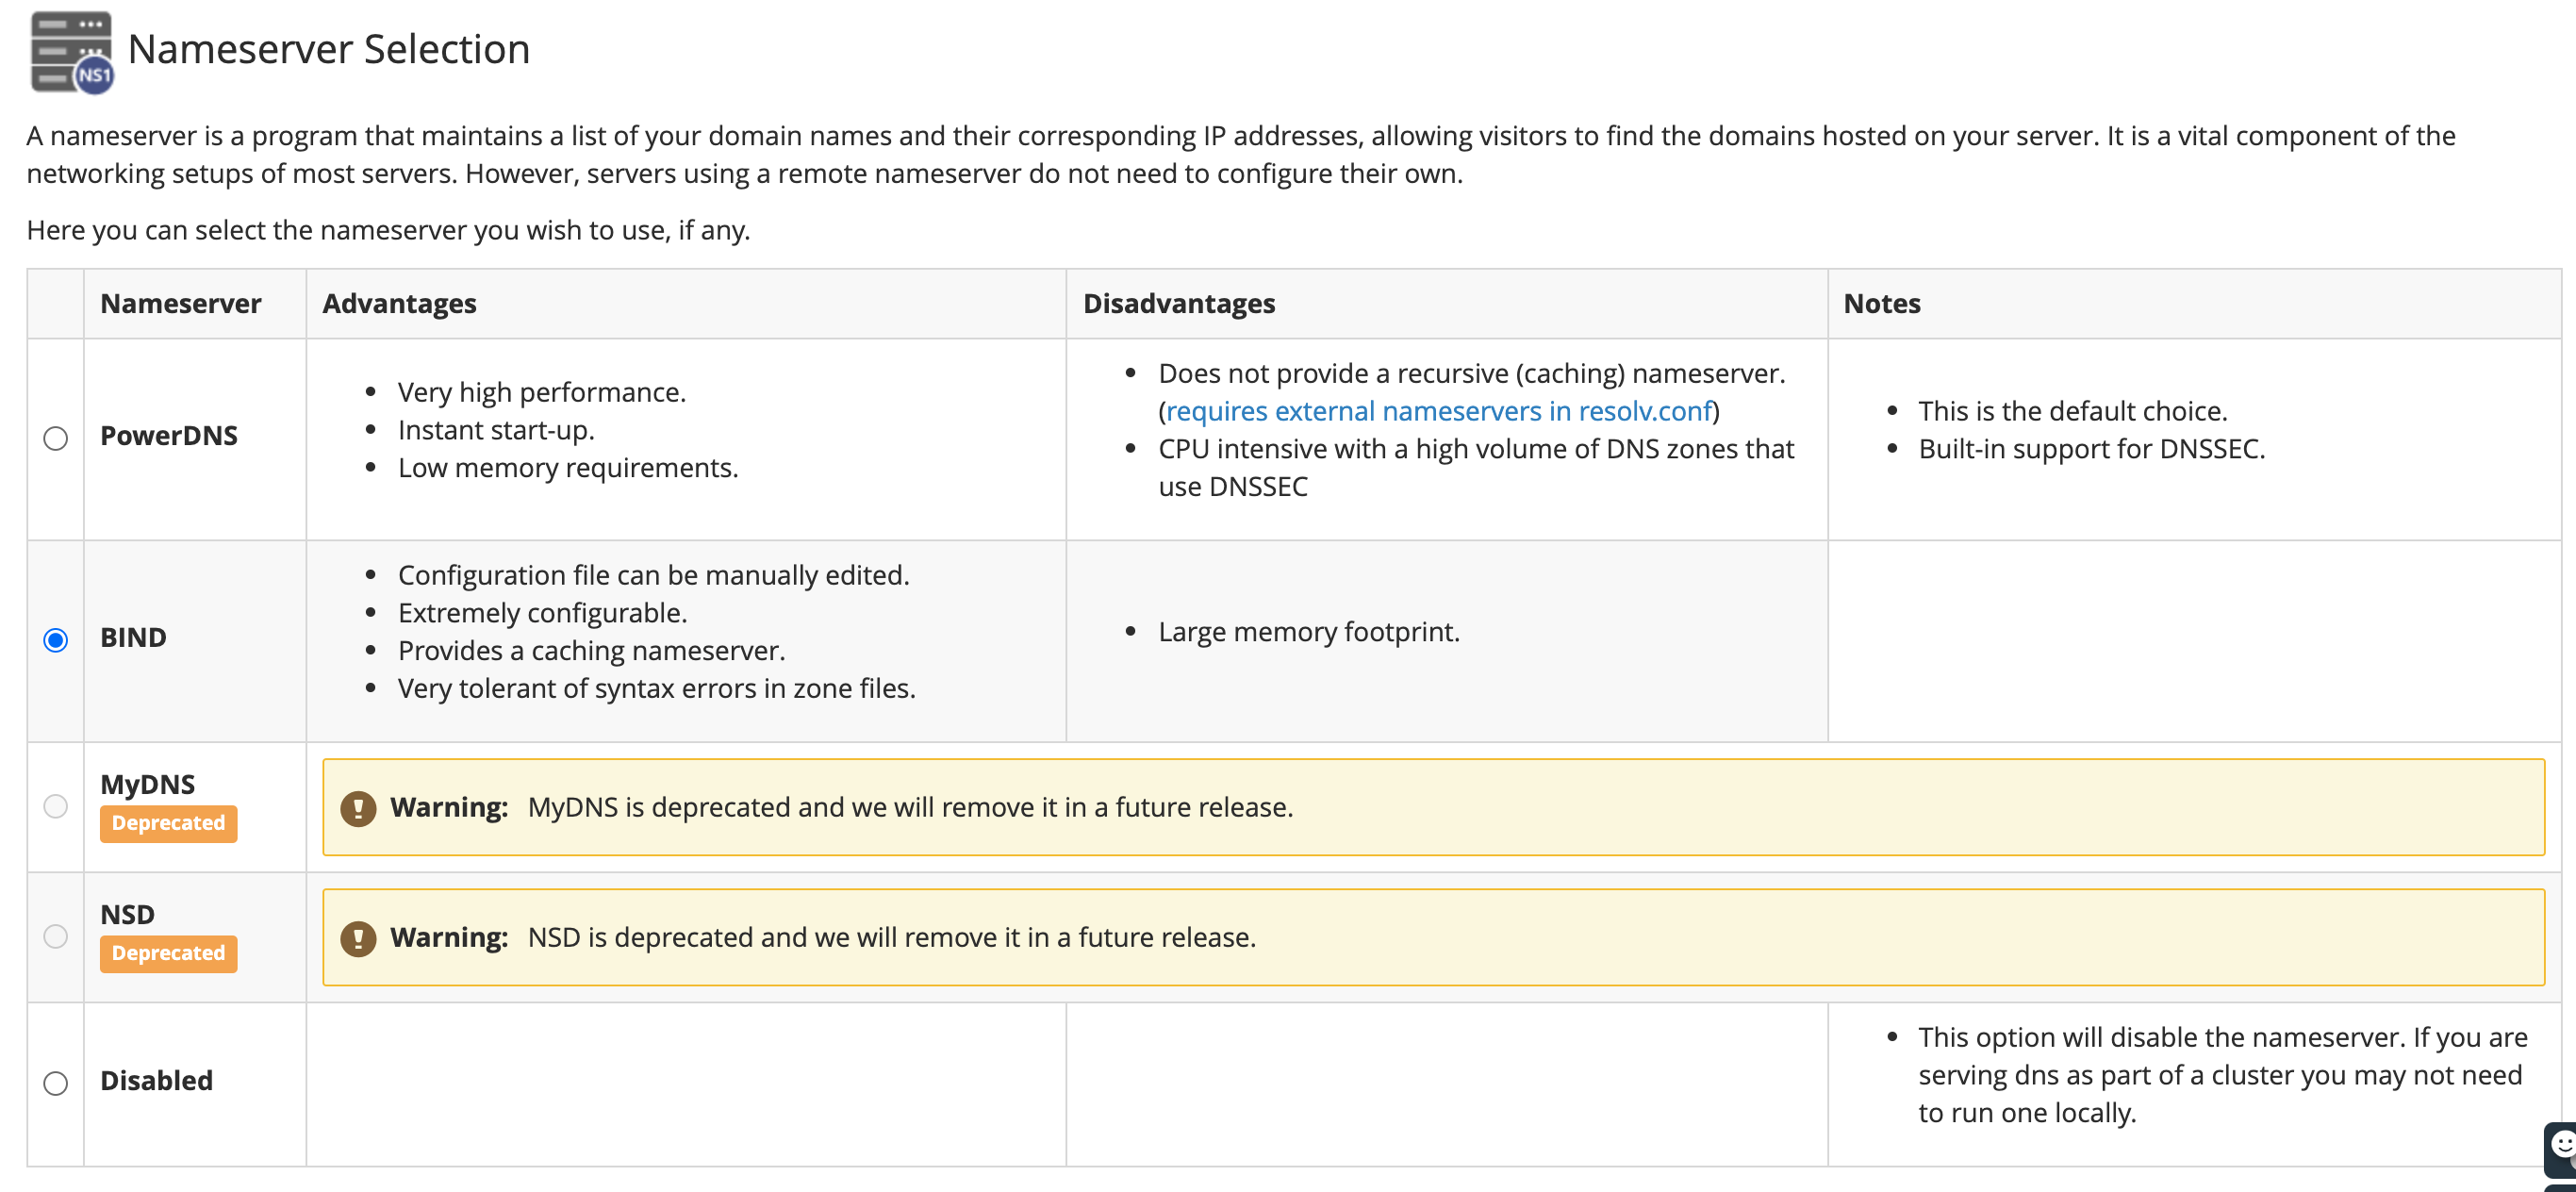 NS1
Nameserver Selection
A nameserver is a program that maintains a list of your domain names and their corresponding IP addresses, allowing visitors to find the domains hosted on your server. It is a vital component of the
networking setups of most servers. However, servers using a remote nameserver do not need to configure their own.
Here you can select the nameserver you wish to use, if any.
Nameserver Advantages Disadvantages Notes
PowerDNS
Very high performance.
Instant start-up.
Low memory requirements.
Does not provide a recursive (caching) nameserver.
(requires external nameservers in resolv.conf)
CPU intensive with a high volume of DNS zones that
use DNSSEC
This is the default choice.
Built-in support for DNSSEC.
BIND
Configuration file can be manually edited.
Extremely configurable.
Provides a caching nameserver.
Very tolerant of syntax errors in zone files.
Large memory footprint.
MyDNS
Deprecated
Warning: MyDNS is deprecated and we will remove it in a future release.
NSD
Deprecated
Warning: NSD is deprecated and we will remove it in a future release.
Disabled
This option will disable the nameserver. If you are
serving dns as part of a cluster you may not need
to run one locally.